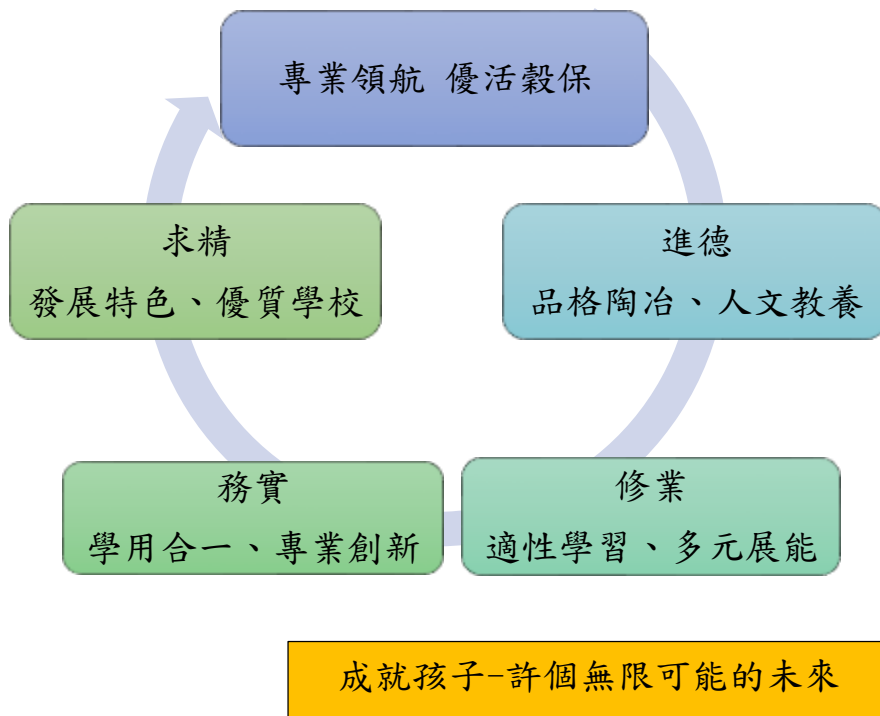 專業領航 優活穀保
進德
品格陶冶、人文教養
修業
適性學習、多元展能
務實
學用合一、專業創新
求精
發展特色、優質學校
成就孩子-許個無限可能的未來